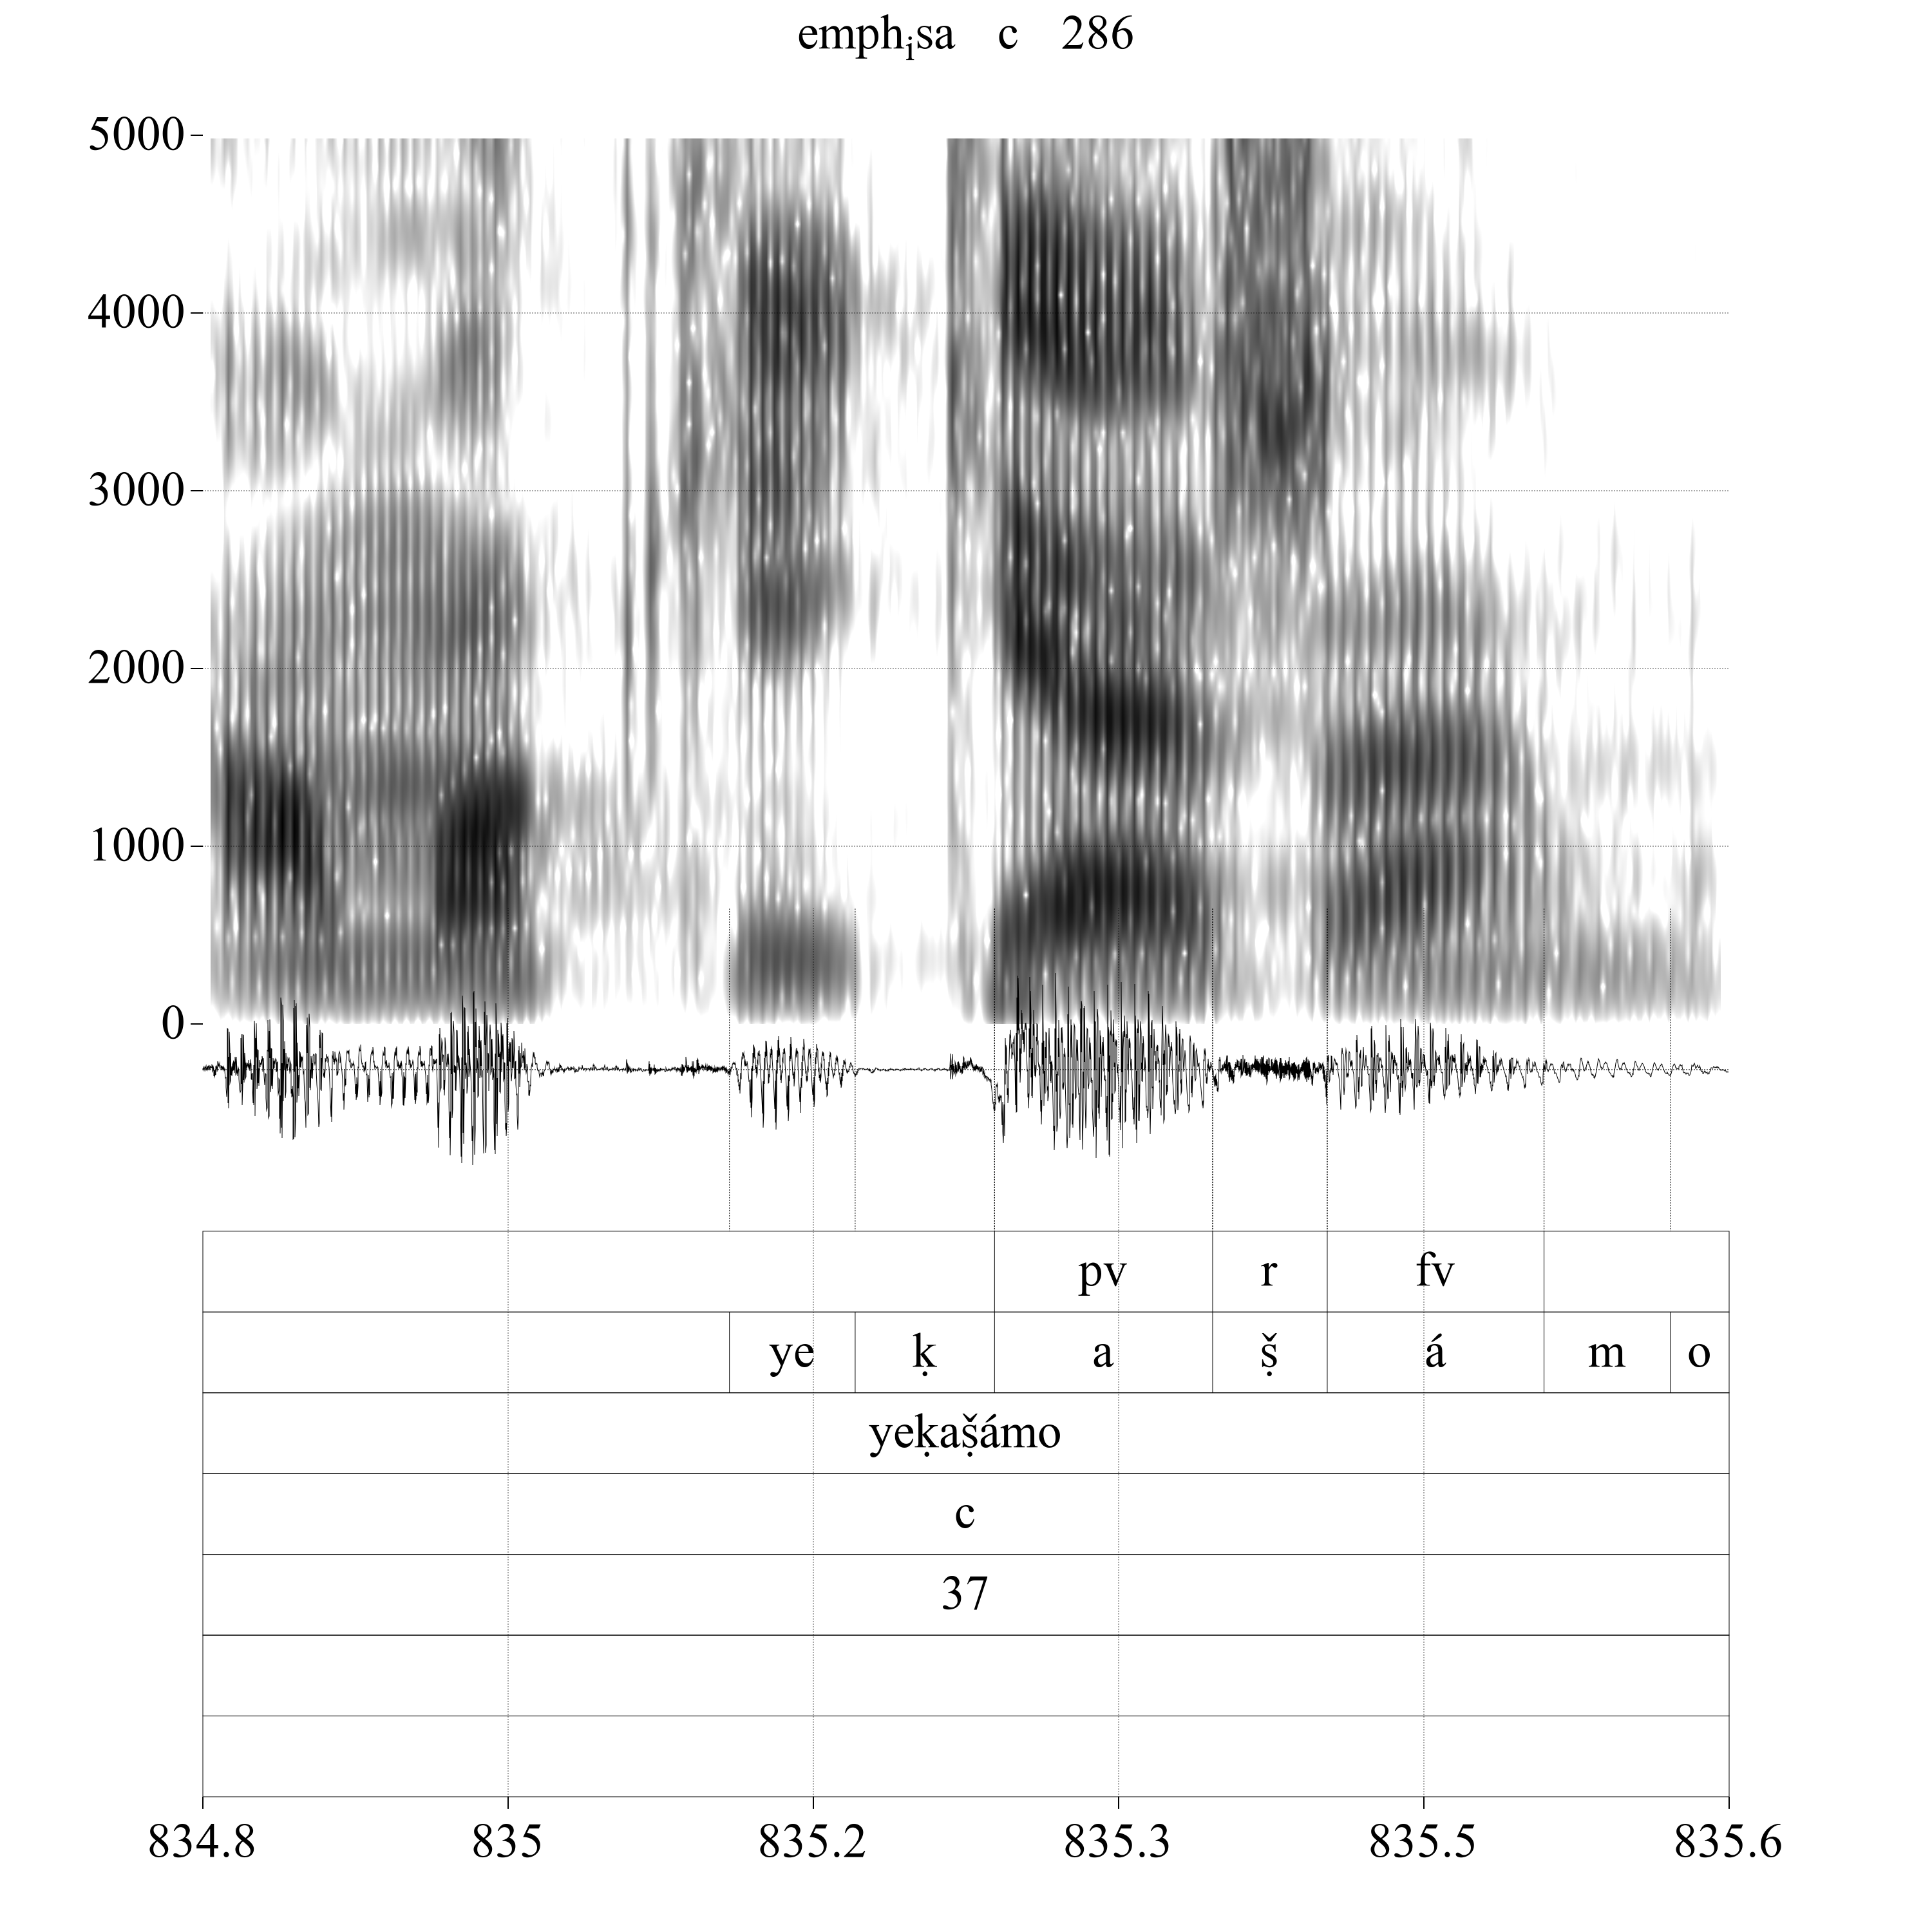 emphᵢsa c 286
5000
4000
3000
2000
1000
0
pv r fv
ye ḳ a ṣ̌ á m o
yeḳaṣ̌ámo
c
37
834.8 835 835.2 835.3 835.5 835.6